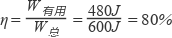 η = W有用/W总 = 480J/600J = 80%